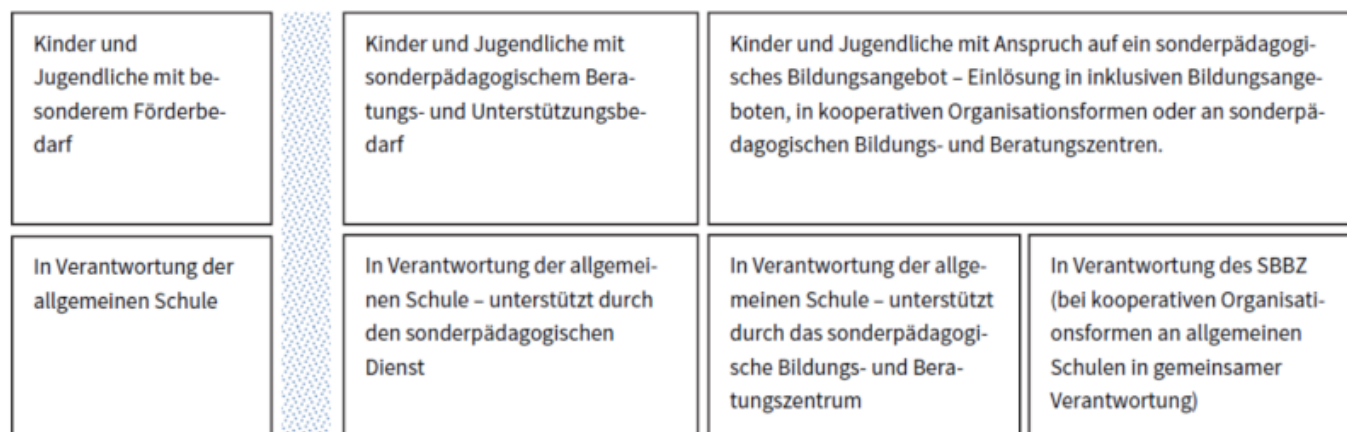 Kinder und
Jugendliche mit be-
sonderem Förderbe-
darf
Kinder und Jugendliche mit
sonderpädagogischem Bera-
tungs- und Unterstützungsbe-
darf
Kinder und Jugendliche mit Anspruch auf ein sonderpädagogi-
sches Bildungsangebot – Einlösung in inklusiven Bildungsange-
boten, in kooperativen Organisationsformen oder an sonderpä-
dagogischen Bildungs- und Beratungszentren.
In Verantwortung der
allgemeinen Schule
In Verantwortung der allgemei-
nen Schule – unterstützt durch
den sonderpädagogischen
Dienst
In Verantwortung der allge-
meinen Schule – unterstützt
durch das sonderpädagogi-
sche Bildungs- und Bera-
tungszentrum
In Verantwortung des SBBZ
(bei kooperativen Organisati-
onsformen an allgemeinen
Schulen in gemeinsamer
Verantwortung)